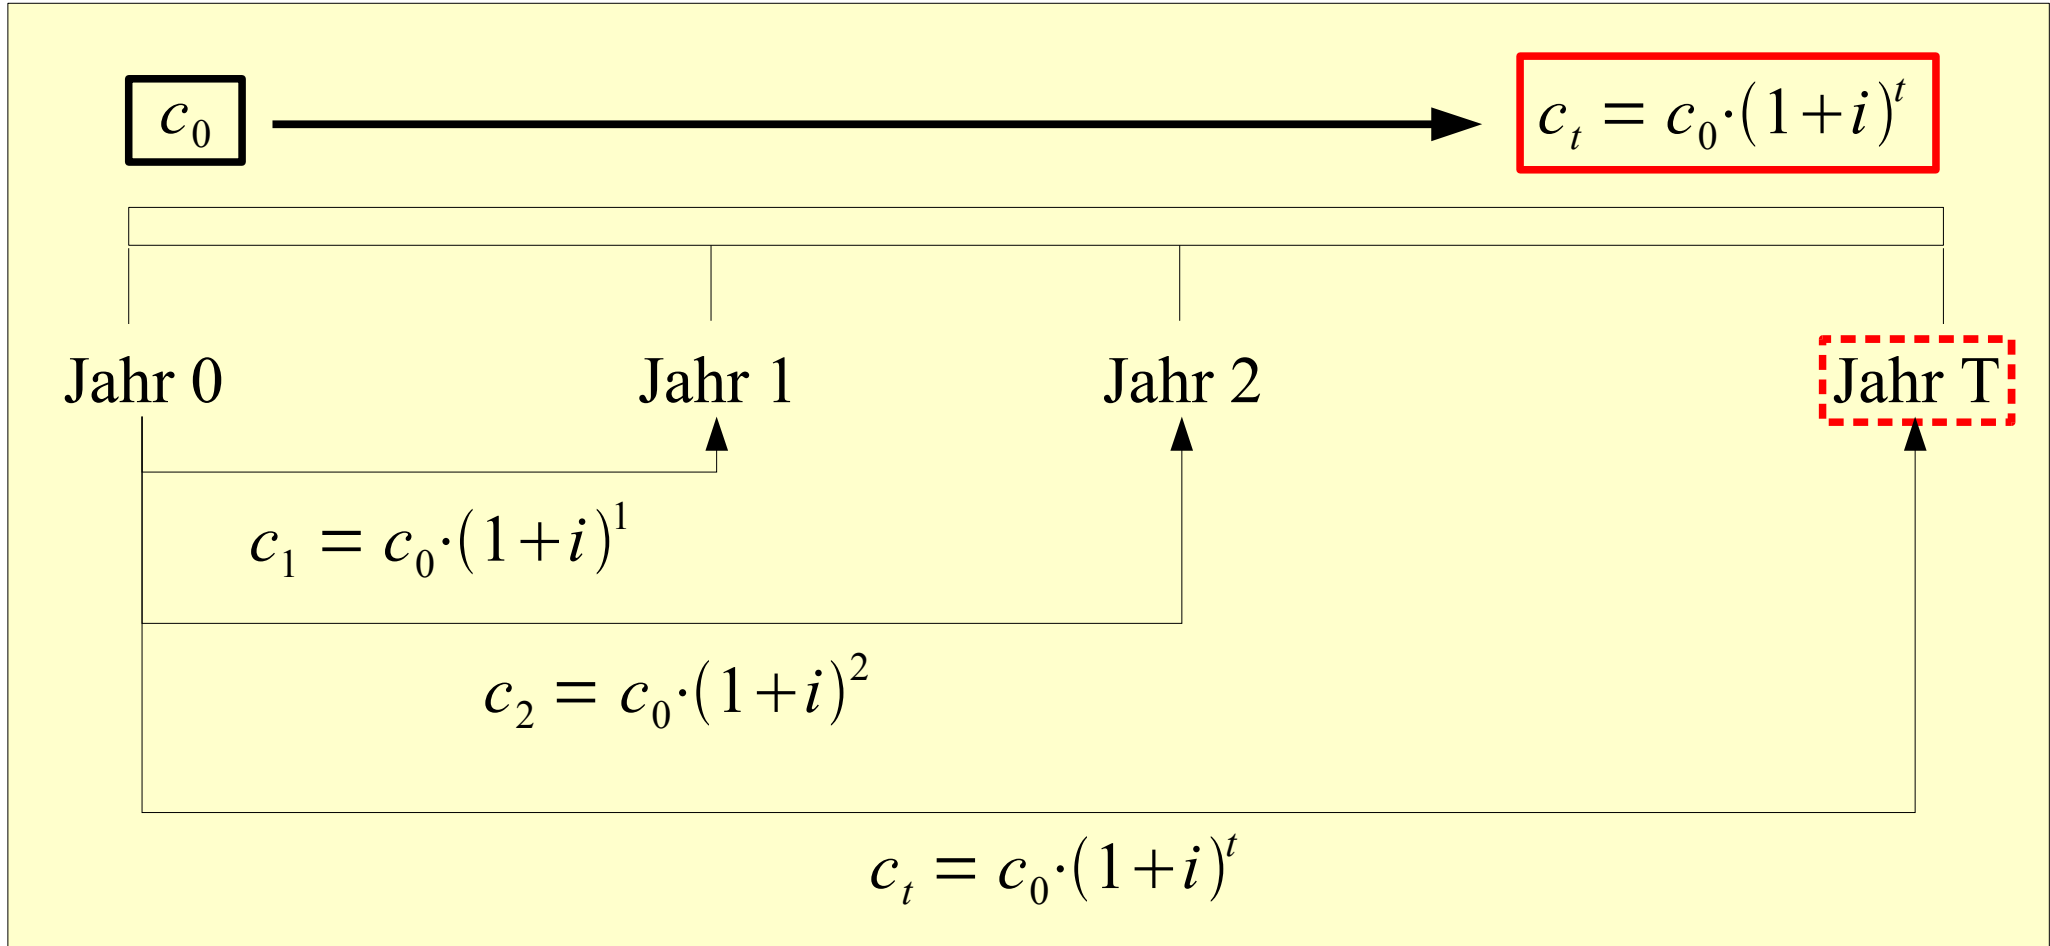 c₀
cₜ = c₀·(1+i)ᵗ
Jahr 0 Jahr 1 Jahr 2 Jahr T
c₁ = c₀·(1+i)¹
c₂ = c₀·(1+i)²
cₜ = c₀·(1+i)ᵗ